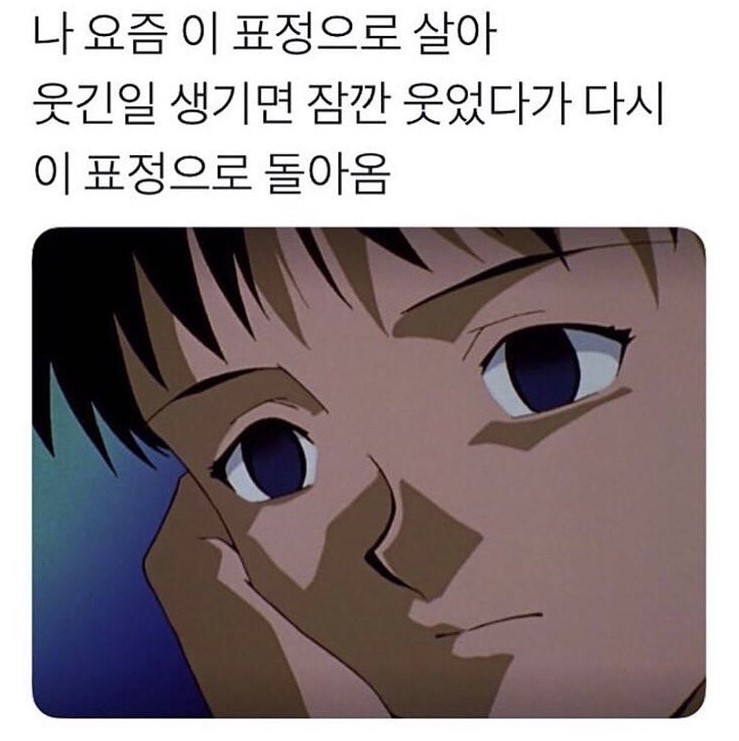 나 요즘 이 표정으로 살아
웃긴일 생기면 잠깐 웃었다가 다시
이 표정으로 돌아옴